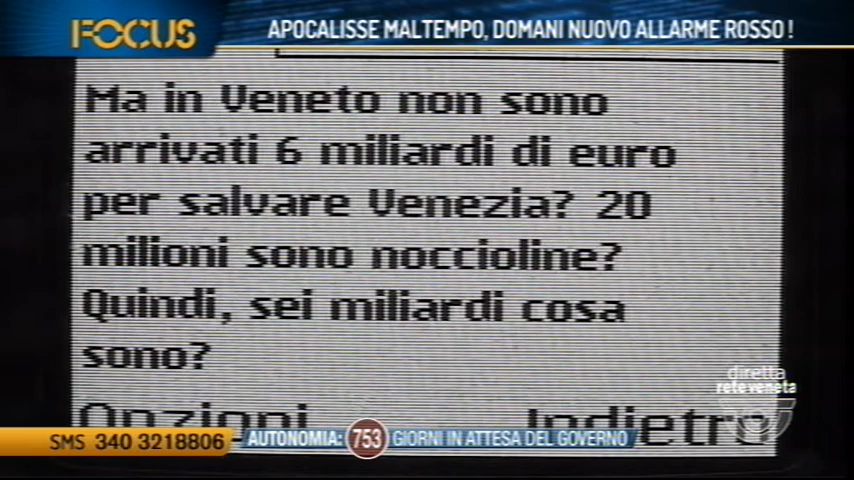 FOCUS
APOCALISSE MALTEMPO, DOMANI NUOVO ALLARME ROSSO!
Ma in Veneto non sono
arrivati 6 miliardi di euro
per salvare Venezia? 20
milioni sono noccioline?
Quindi, sei miliardi cosa
sono?
diretta
reteveneta
Opzioni Indietro
SMS 340 3218806 AUTONOMIA: 753 GIORNI IN ATTESA DEL GOVERNO